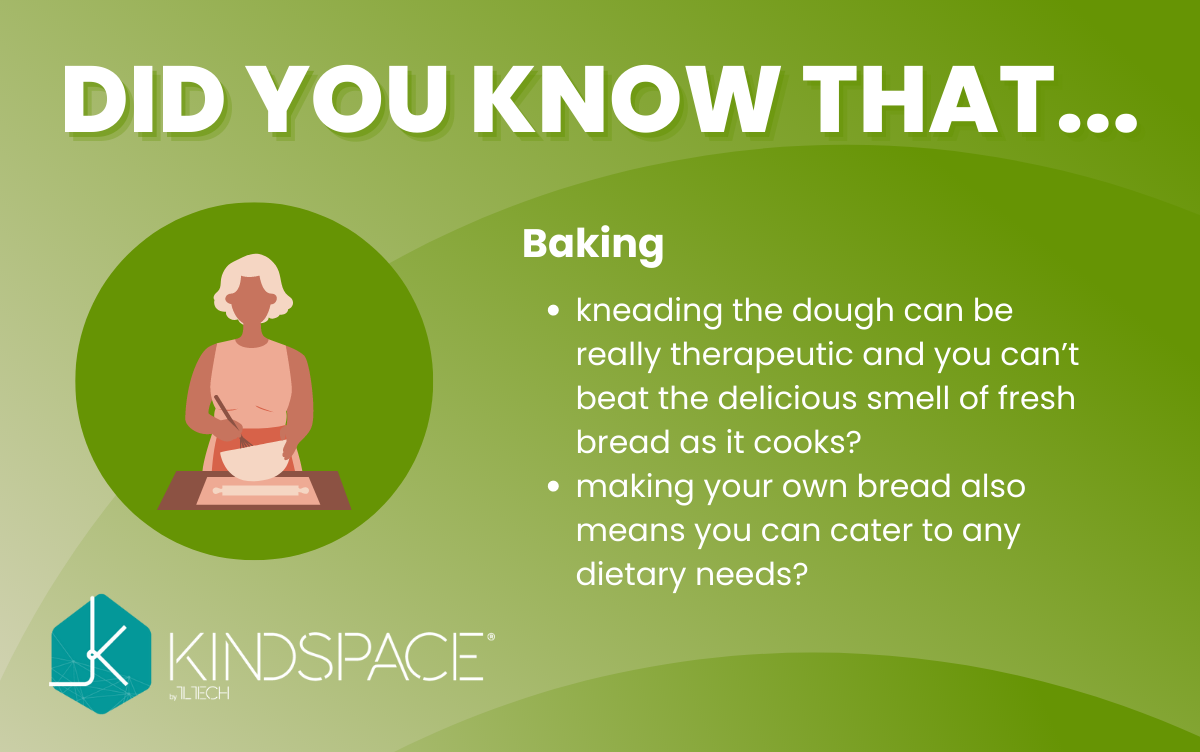 DID YOU KNOW THAT...
Baking
• kneading the dough can be
really therapeutic and you can’t
beat the delicious smell of fresh
bread as it cooks?
• making your own bread also
means you can cater to any
dietary needs?
KINDSPACE®
by TLTECH